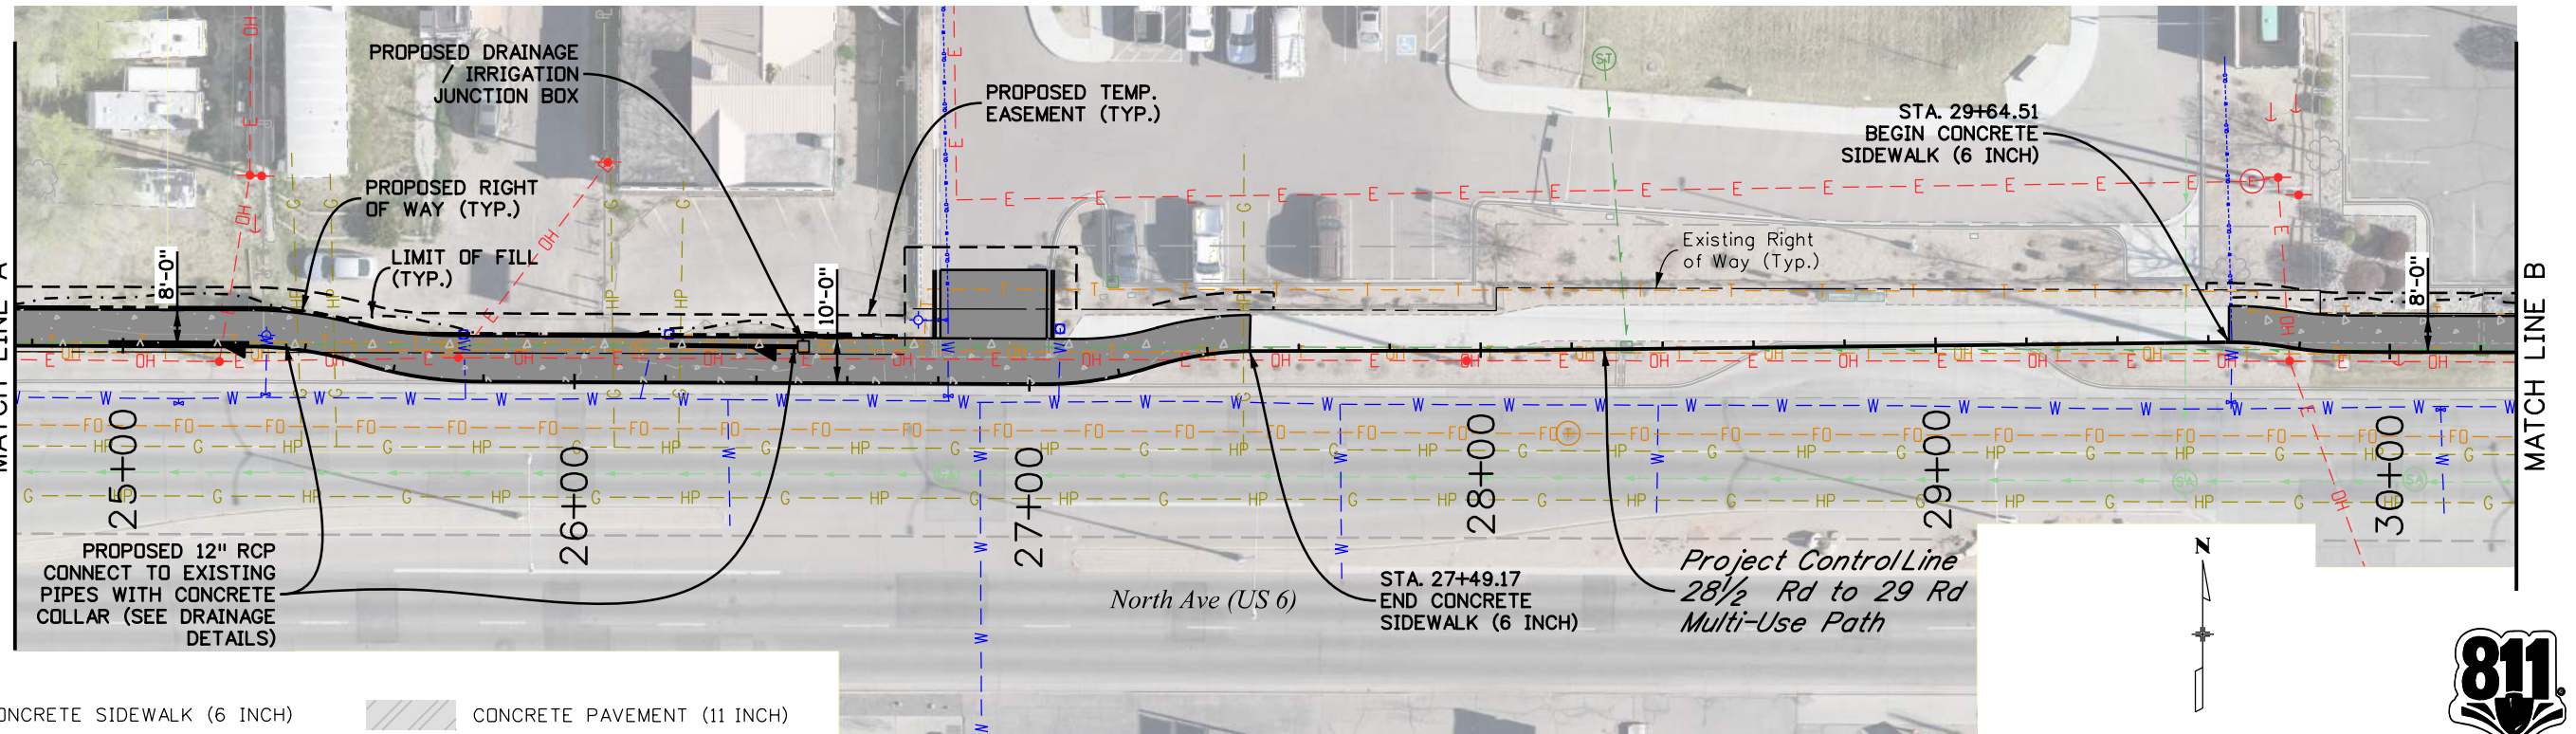 PROPOSED DRAINAGE
/ IRRIGATION
JUNCTION BOX
PROPOSED TEMP.
EASEMENT (TYP.)
STA. 29+64.51
BEGIN CONCRETE
SIDEWALK (6 INCH)
PROPOSED RIGHT
OF WAY (TYP.)
LIMIT OF FILL
(TYP.)
Existing Right
of Way (Typ.)
8'-0"
10'-0"
8'-0"
MATCH LINE A
MATCH LINE B
25+00
26+00
27+00
28+00
29+00
30+00
PROPOSED 12" RCP
CONNECT TO EXISTING
PIPES WITH CONCRETE
COLLAR (SEE DRAINAGE
DETAILS)
North Ave (US 6)
STA. 27+49.17
END CONCRETE
SIDEWALK (6 INCH)
Project Control Line
28 1/2 Rd to 29 Rd
Multi-Use Path
N
811
ONCRETE SIDEWALK (6 INCH)
CONCRETE PAVEMENT (11 INCH)